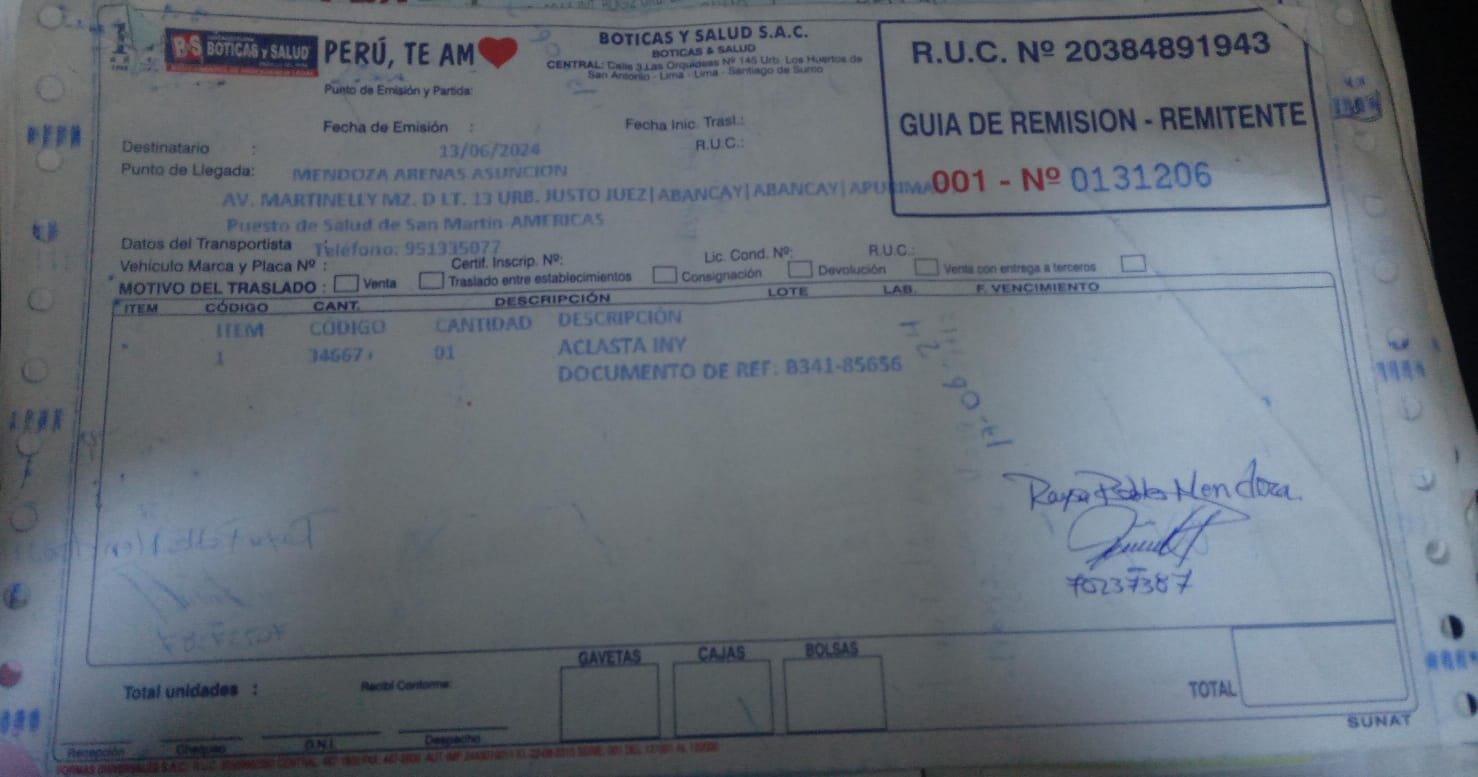 B·S BOTICAS y SALUD PERÚ, TE AM
BOTICAS Y SALUD S.A.C.
BOTICAS & SALUD
CENTRAL: Calle 3 Las Orquideas Nº 145 Urb. Los Huertos de
San Antonio - Lima - Lima - Santiago de Surco
R.U.C. Nº 20384891943
GUIA DE REMISION - REMITENTE
001 - Nº 0131206
Punto de Emisión y Partida:
Fecha de Emisión : Fecha Inic. Trasl.:
13/06/2024
Destinatario : R.U.C.:
Punto de Llegada: MENDOZA ARENAS ASUNCION
AV. MARTINELLY MZ. D LT. 13 URB. JUSTO JUEZ|ABANCAY|ABANCAY|APURIMA
Puesto de Salud de San Martin-AMERICAS
Datos del Transportista Teléfono: 951335077
Vehículo Marca y Placa Nº : Certif. Inscrip. Nº: Lic. Cond. Nº: R.U.C.:
MOTIVO DEL TRASLADO : Venta Traslado entre establecimientos Consignación Devolución Venta con entrega a terceros
ITEM CÓDIGO CANT. DESCRIPCIÓN LOTE LAB. F. VENCIMIENTO
ITEM CÓDIGO CANTIDAD DESCRIPCIÓN
1 34667 01 ACLASTA INY
DOCUMENTO DE REF: B341-85656
Mendoza.
70237387
GAVETAS CAJAS BOLSAS
Total unidades : Recibí Conforme: TOTAL
SUNAT
Recepción Chequeo D.N.I. Despacho